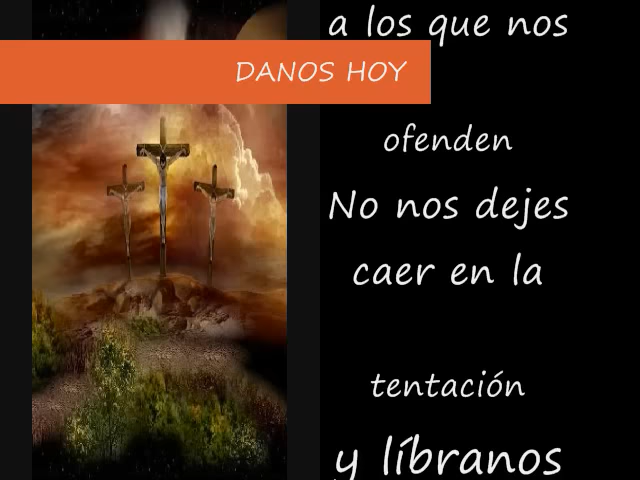 a los que nos
DANOS HOY
ofenden
No nos dejes
caer en la
tentación
y líbranos